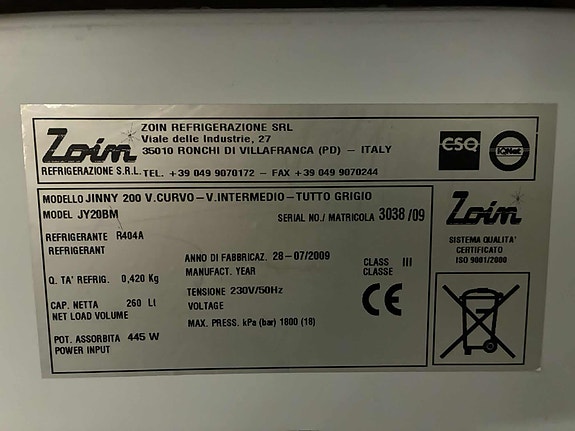 Zoin
REFRIGERAZIONE S.R.L.
ZOIN REFRIGERAZIONE SRL
Viale delle Industrie, 27
35010 RONCHI DI VILLAFRANCA (PD) – ITALY
TEL. +39 049 9070172 – FAX +39 049 9070244
CSQ
IQNet
MODELLO JINNY 200 V.CURVO–V.INTERMEDIO–TUTTO GRIGIO
MODEL JY20BM
SERIAL NO./ MATRICOLA 3038/09
REFRIGERANTE R404A
REFRIGERANT
ANNO DI FABBRICAZ. 28-07/2009
MANUFACT. YEAR
CLASS III
CLASSE
Q. TA' REFRIG. 0,420 Kg
TENSIONE 230V/50Hz
VOLTAGE
CE
CAP. NETTA 260 Lt
NET LOAD VOLUME
MAX. PRESS. kPa (bar) 1800 (18)
POT. ASSORBITA 445 W
POWER INPUT
Zoin
SISTEMA QUALITA'
CERTIFICATO
ISO 9001/2000